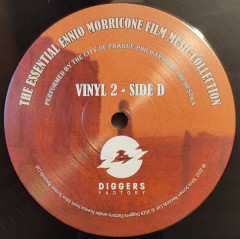 THE ESSENTIAL ENNIO MORRICONE FILM MUSIC COLLECTION
PERFORMED BY THE CITY OF PRAGUE PHILHARMONIC ORCHESTRA
VINYL 2 - SIDE D
DIGGERS
FACTORY